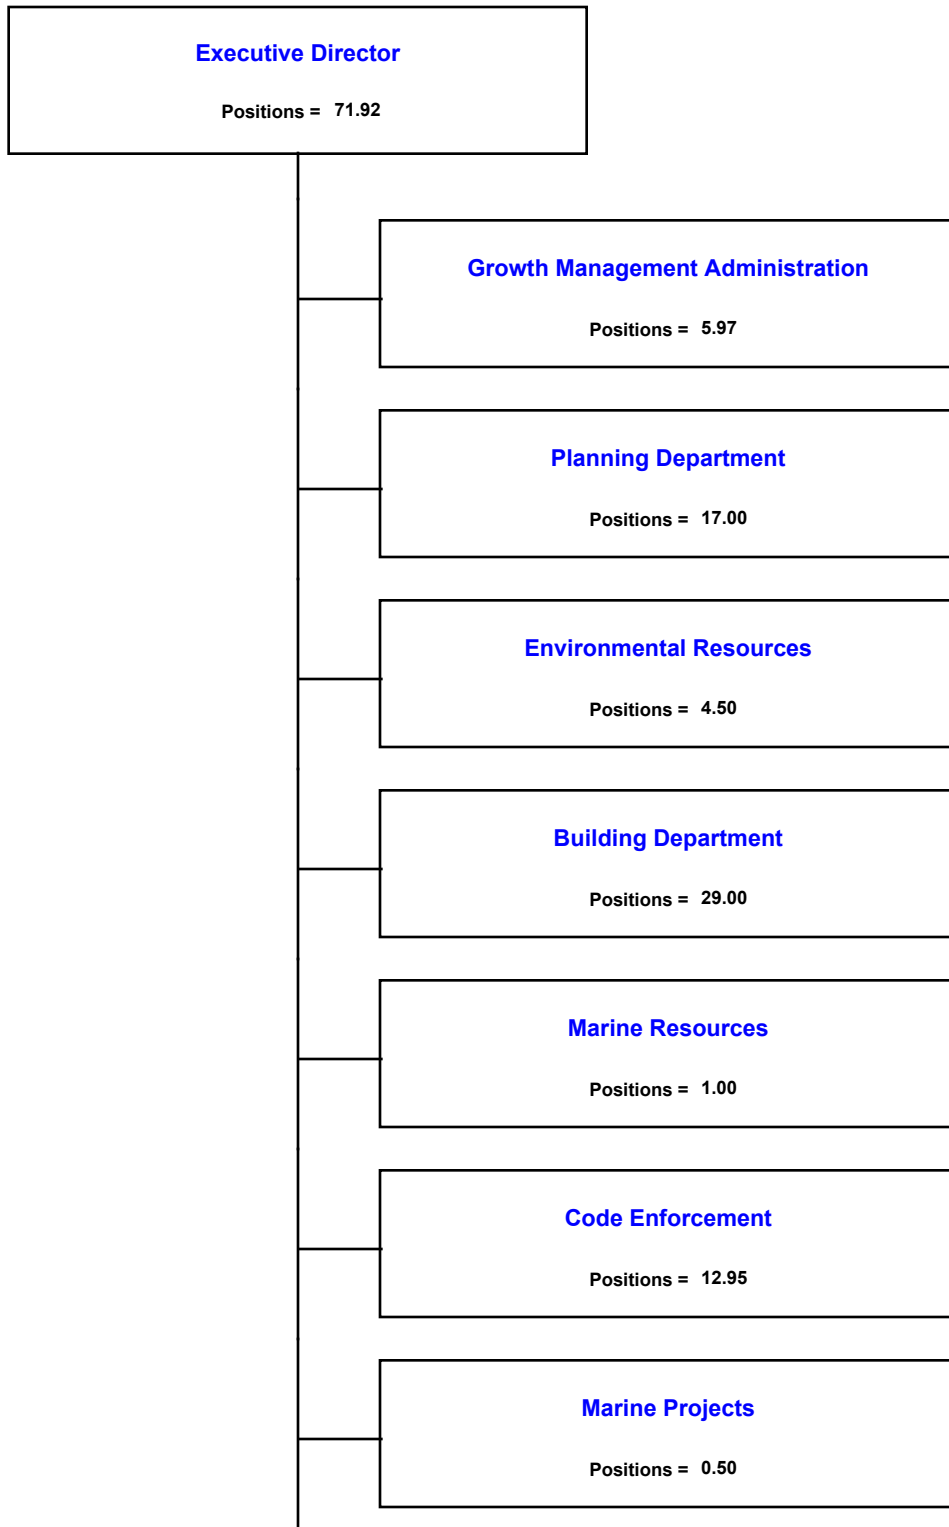 Executive Director
Positions = 71.92
Growth Management Administration
Positions = 5.97
Planning Department
Positions = 17.00
Environmental Resources
Positions = 4.50
Building Department
Positions = 29.00
Marine Resources
Positions = 1.00
Code Enforcement
Positions = 12.95
Marine Projects
Positions = 0.50